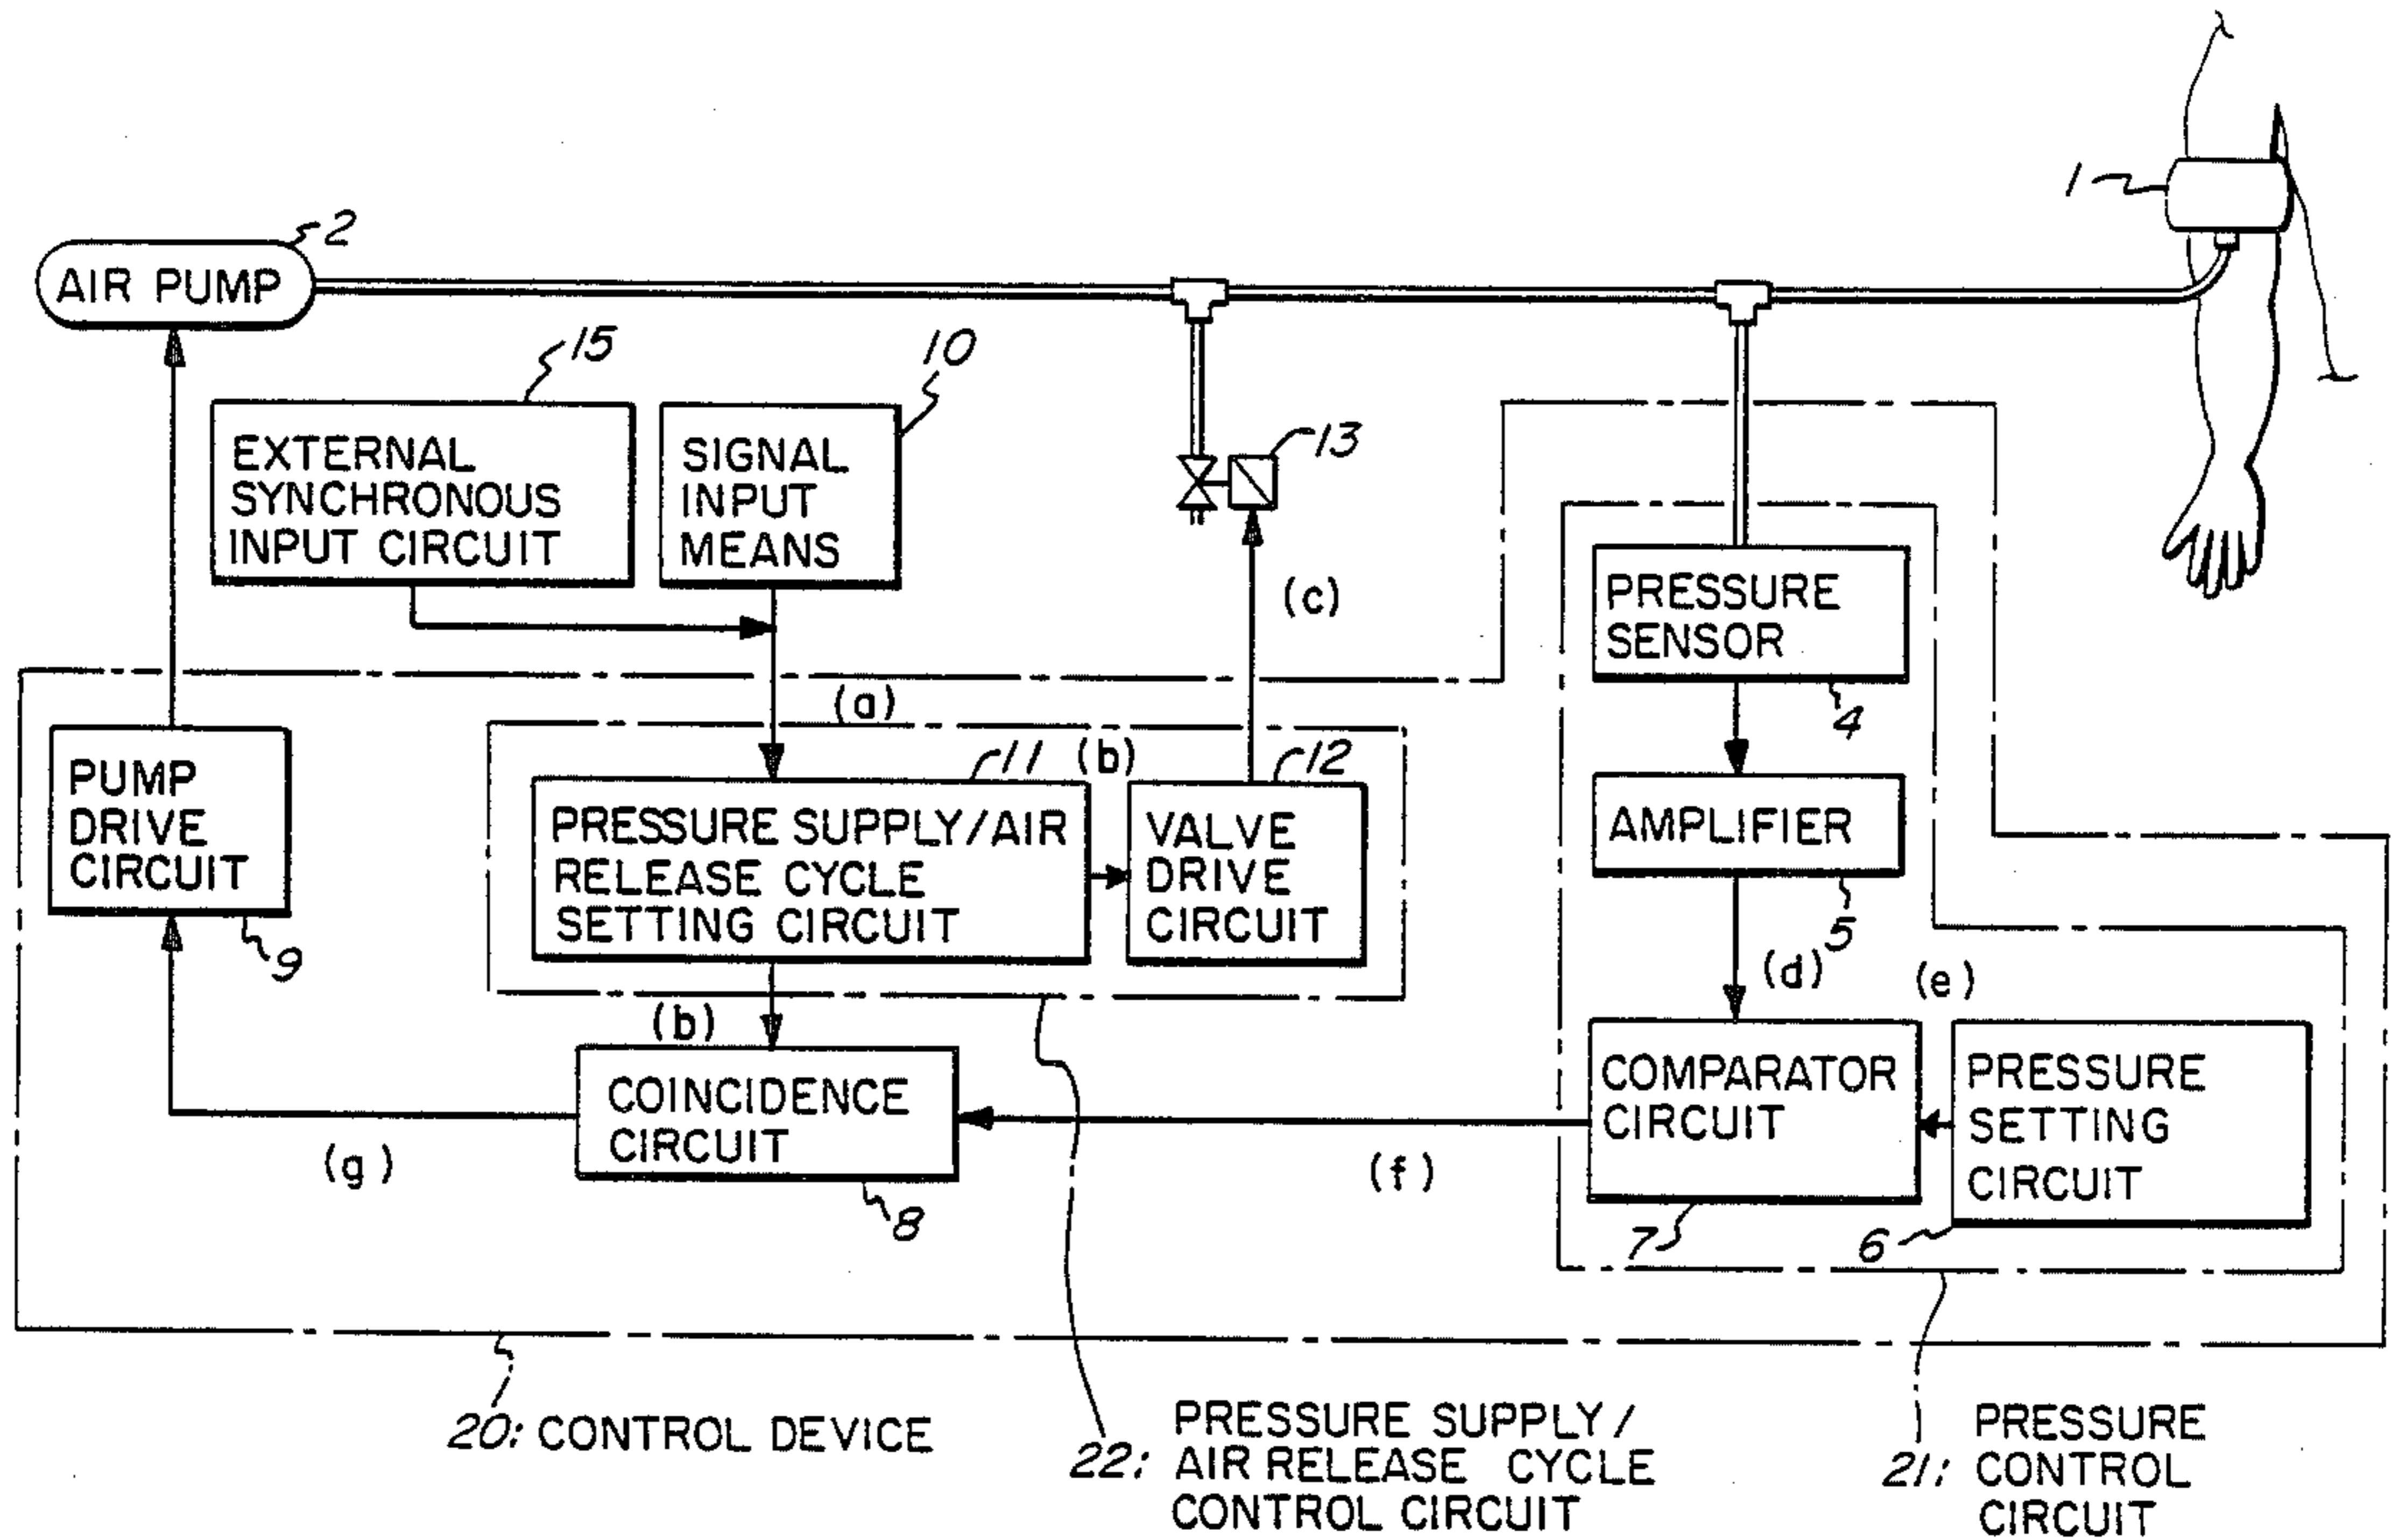 1
2
AIR PUMP
15
10
13
EXTERNAL
SYNCHRONOUS
INPUT CIRCUIT
SIGNAL
INPUT
MEANS
(c)
PRESSURE
SENSOR
4
(a)
PUMP
DRIVE
CIRCUIT
9
11
(b)
12
PRESSURE SUPPLY/AIR
RELEASE CYCLE
SETTING CIRCUIT
VALVE
DRIVE
CIRCUIT
AMPLIFIER
5
(d)
(e)
(b)
COINCIDENCE
CIRCUIT
8
(g)
(f)
COMPARATOR
CIRCUIT
7
PRESSURE
SETTING
CIRCUIT
6
20: CONTROL DEVICE
22: PRESSURE SUPPLY/
AIR RELEASE CYCLE
CONTROL CIRCUIT
21: PRESSURE
CONTROL
CIRCUIT